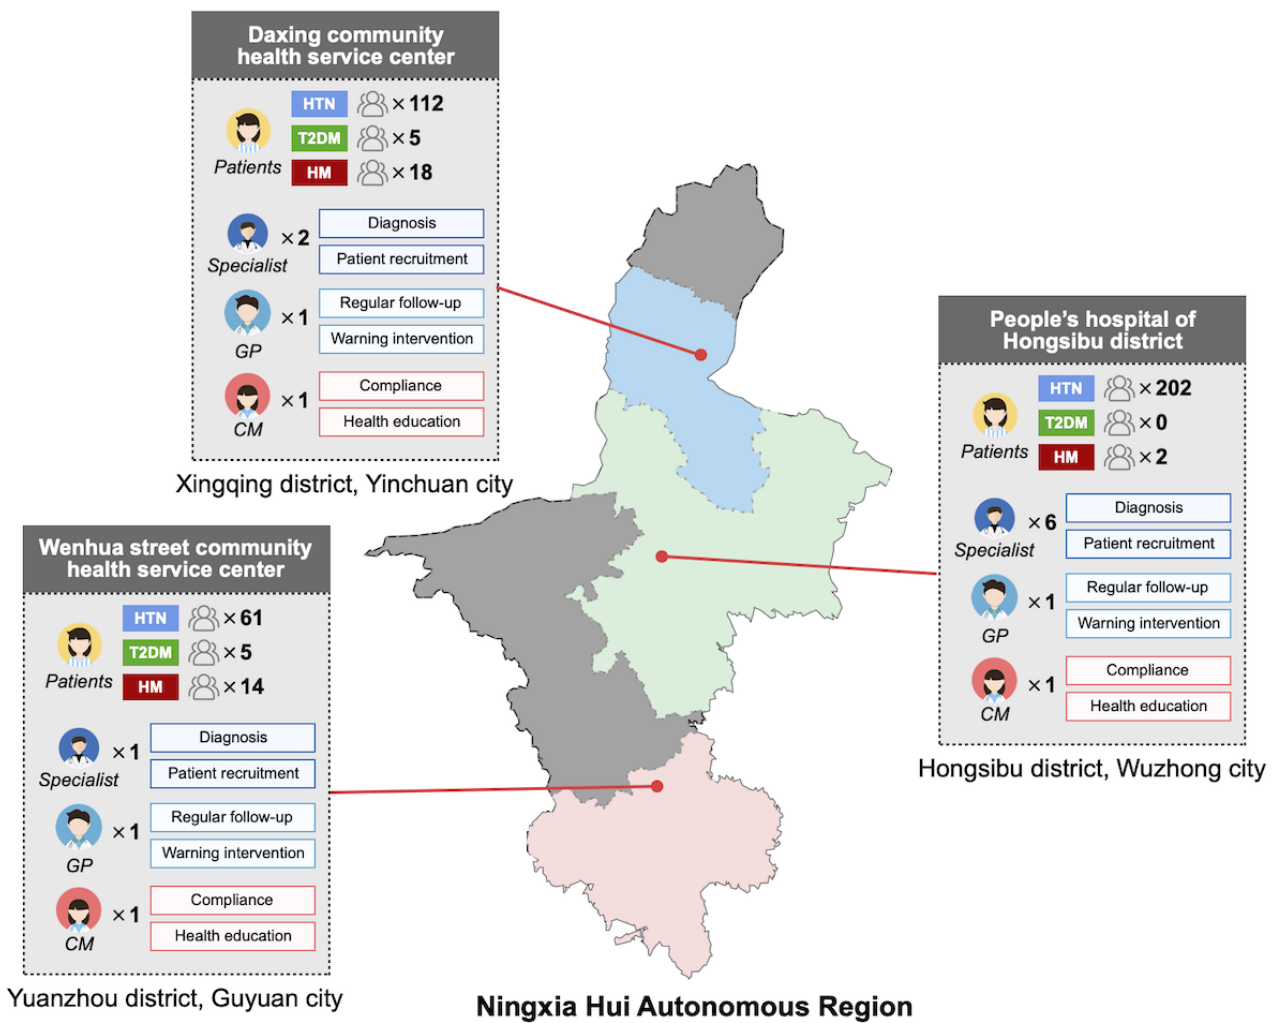 Daxing community
health service center
HTN ×112
T2DM ×5
HM ×18
Patients
×2
Specialist
Diagnosis
Patient recruitment
×1
GP
Regular follow-up
Warning intervention
×1
CM
Compliance
Health education
Xingqing district, Yinchuan city
People’s hospital of
Hongsibu district
HTN ×202
T2DM ×0
HM ×2
Patients
×6
Specialist
Diagnosis
Patient recruitment
×1
GP
Regular follow-up
Warning intervention
×1
CM
Compliance
Health education
Hongsibu district, Wuzhong city
Wenhua street community
health service center
HTN ×61
T2DM ×5
HM ×14
Patients
×1
Specialist
Diagnosis
Patient recruitment
×1
GP
Regular follow-up
Warning intervention
×1
CM
Compliance
Health education
Yuanzhou district, Guyuan city
Ningxia Hui Autonomous Region